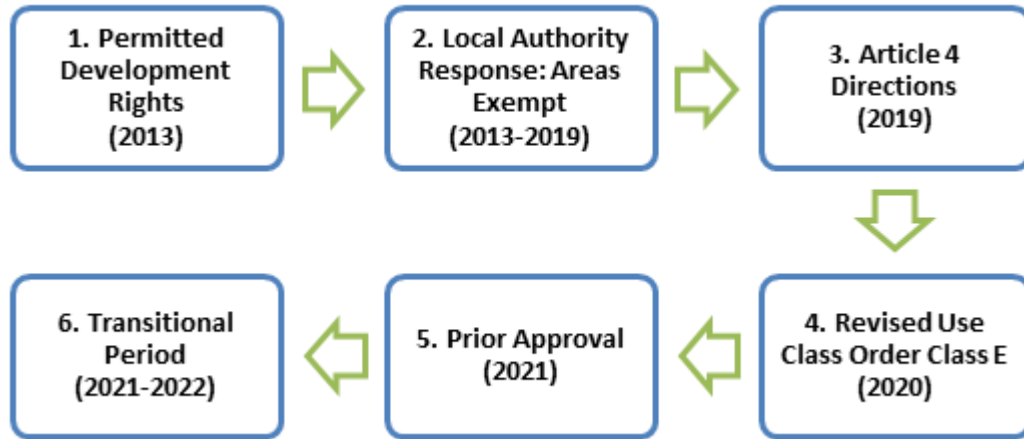 1. Permitted
Development
Rights
(2013)
2. Local Authority
Response: Areas
Exempt
(2013-2019)
3. Article 4
Directions
(2019)
4. Revised Use
Class Order Class E
(2020)
5. Prior Approval
(2021)
6. Transitional
Period
(2021-2022)